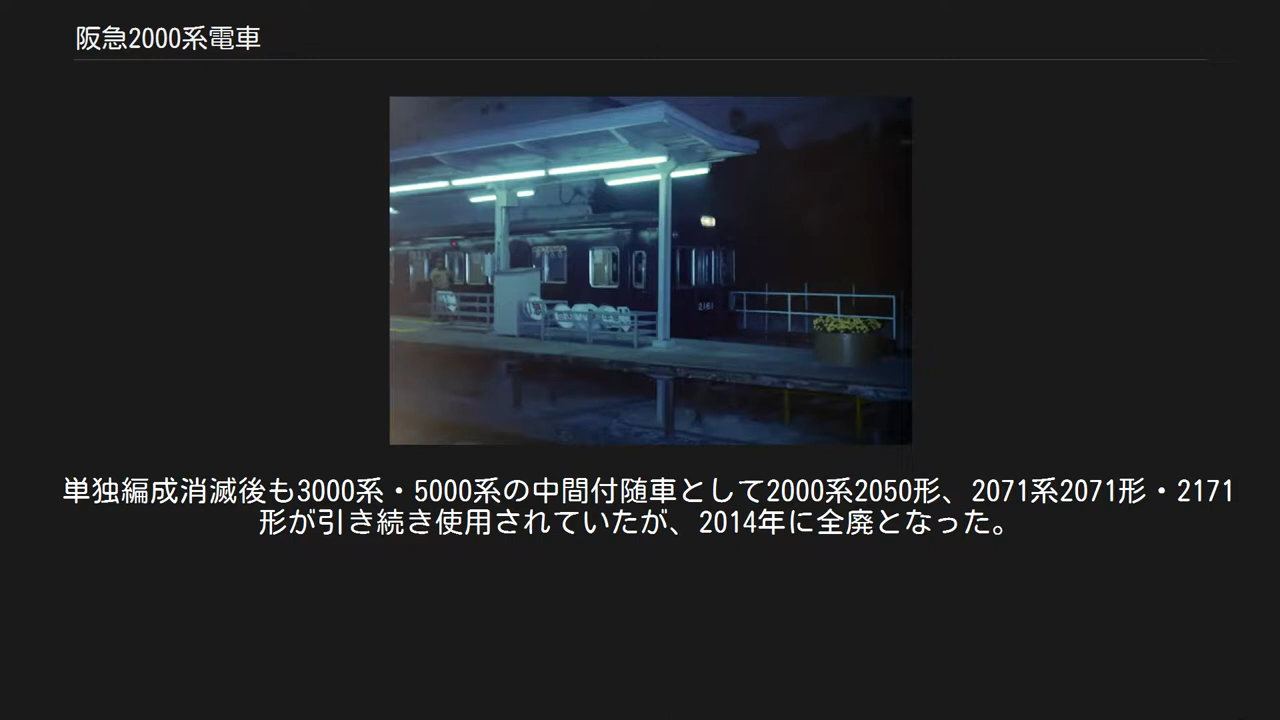 阪急2000系電車
2161
単独編成消滅後も3000系・5000系の中間付随車として2000系2050形、2071系2071形・2171
形が引き続き使用されていたが、2014年に全廃となった。